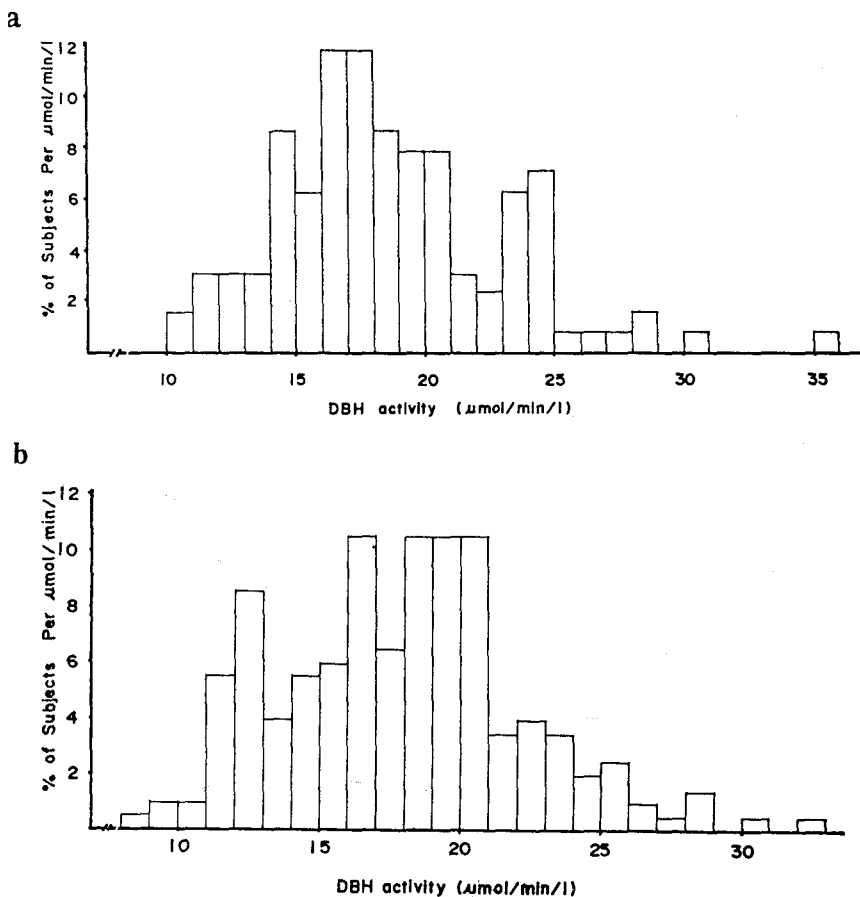 a
% of Subjects Per µmol/min/l
12
10
8
6
4
2
10 15 20 25 30 35
DBH activity (µmol/min/l)
b
% of Subjects Per µmol/min/l
12
10
8
6
4
2
10 15 20 25 30
DBH activity (µmol/min/l)